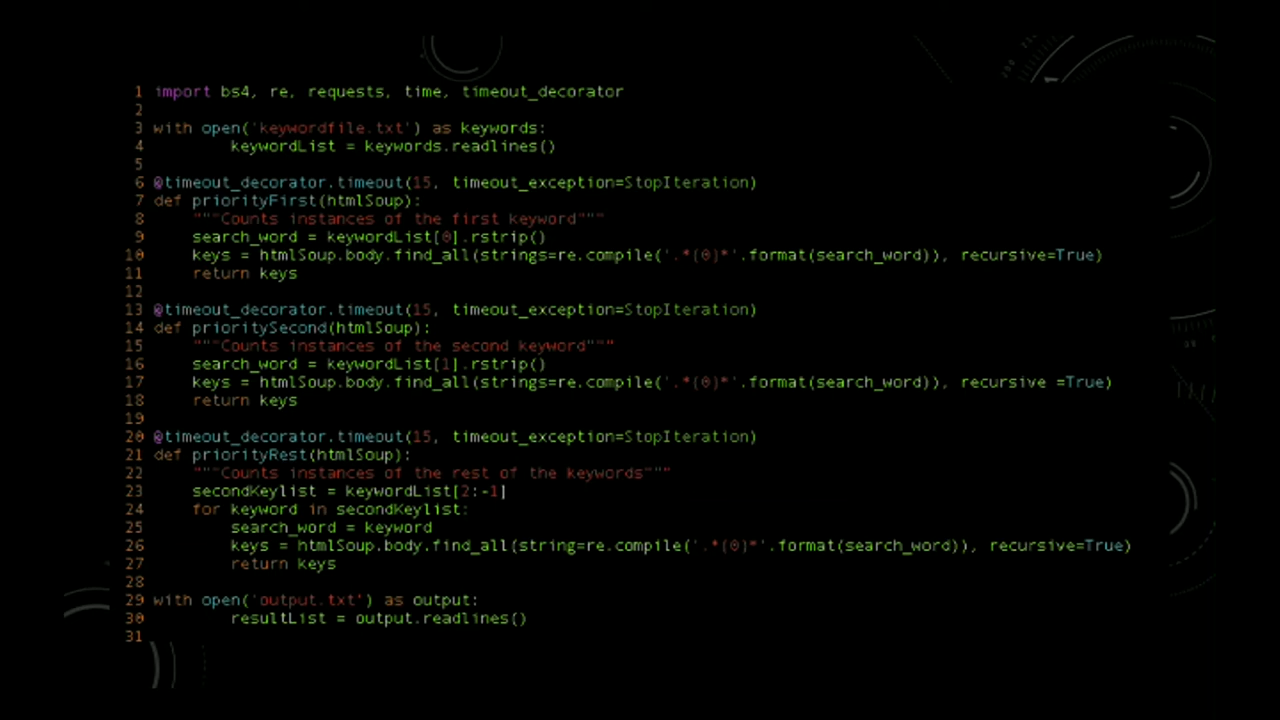 1 import bs4, re, requests, time, timeout_decorator
2
3 with open('keywordfile.txt') as keywords:
4         keywordList = keywords.readlines()
5
6 @timeout_decorator.timeout(15, timeout_exception=StopIteration)
7 def priorityFirst(htmlSoup):
8     """Counts instances of the first keyword"""
9     search_word = keywordList[0].rstrip()
10     keys = htmlSoup.body.find_all(strings=re.compile('.*{0}*'.format(search_word)), recursive=True)
11     return keys
12
13 @timeout_decorator.timeout(15, timeout_exception=StopIteration)
14 def prioritySecond(htmlSoup):
15     """Counts instances of the second keyword"""
16     search_word = keywordList[1].rstrip()
17     keys = htmlSoup.body.find_all(strings=re.compile('.*{0}*'.format(search_word)), recursive =True)
18     return keys
19
20 @timeout_decorator.timeout(15, timeout_exception=StopIteration)
21 def priorityRest(htmlSoup):
22     """Counts instances of the rest of the keywords"""
23     secondKeylist = keywordList[2:-1]
24     for keyword in secondKeylist:
25         search_word = keyword
26         keys = htmlSoup.body.find_all(string=re.compile('.*{0}*'.format(search_word)), recursive=True)
27         return keys
28
29 with open('output.txt') as output:
30         resultList = output.readlines()
31